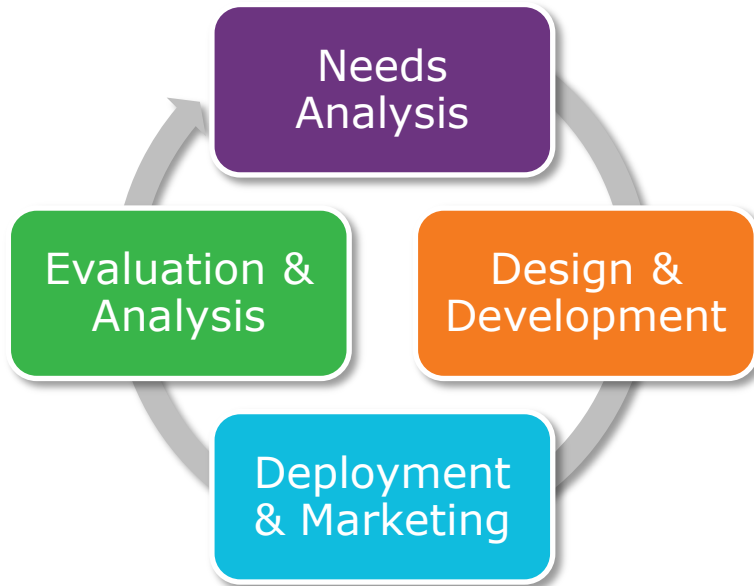 Needs
Analysis
Design &
Development
Deployment
& Marketing
Evaluation &
Analysis